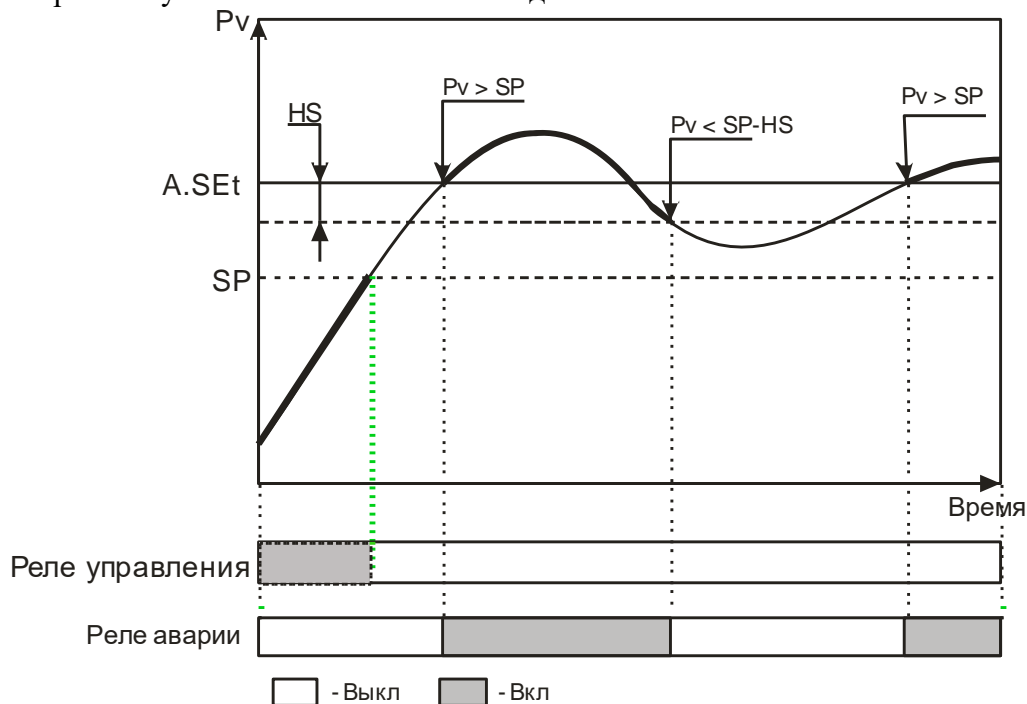 Pv
Pv > SP
HS
Pv > SP
Pv < SP-HS
A.SEt
SP
Время
Реле управления
Реле аварии
- Выкл
- Вкл